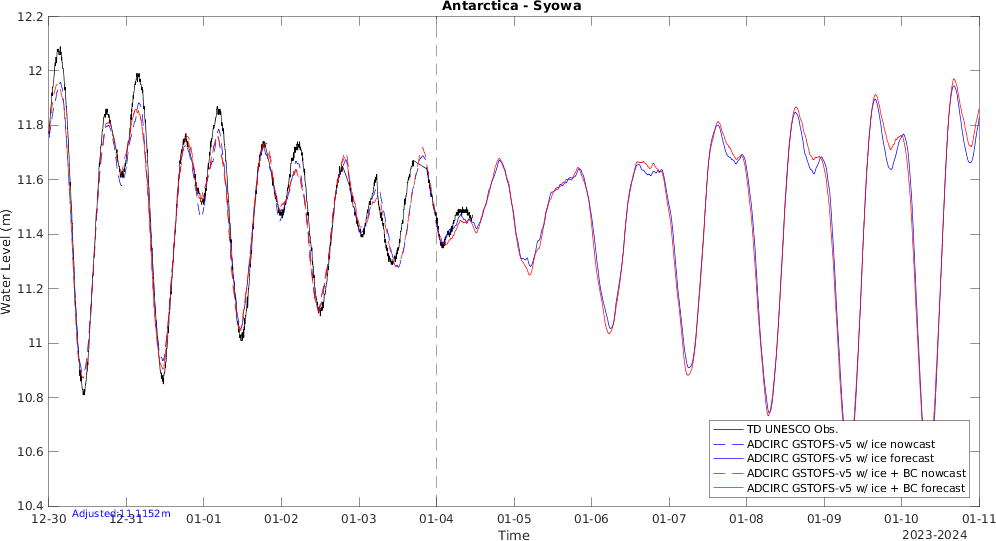 Antarctica - Syowa
12.2
12
11.8
11.6
11.4
11.2
11
10.8
10.6
10.4
Water Level (m)
TD UNESCO Obs.
ADCIRC GSTOFS-v5 w/ ice nowcast
ADCIRC GSTOFS-v5 w/ ice forecast
ADCIRC GSTOFS-v5 w/ ice + BC nowcast
ADCIRC GSTOFS-v5 w/ ice + BC forecast
Adjusted:11.1152m
12-30 12-31 01-01 01-02 01-03 01-04 01-05 01-06 01-07 01-08 01-09 01-10 01-11
Time
2023-2024